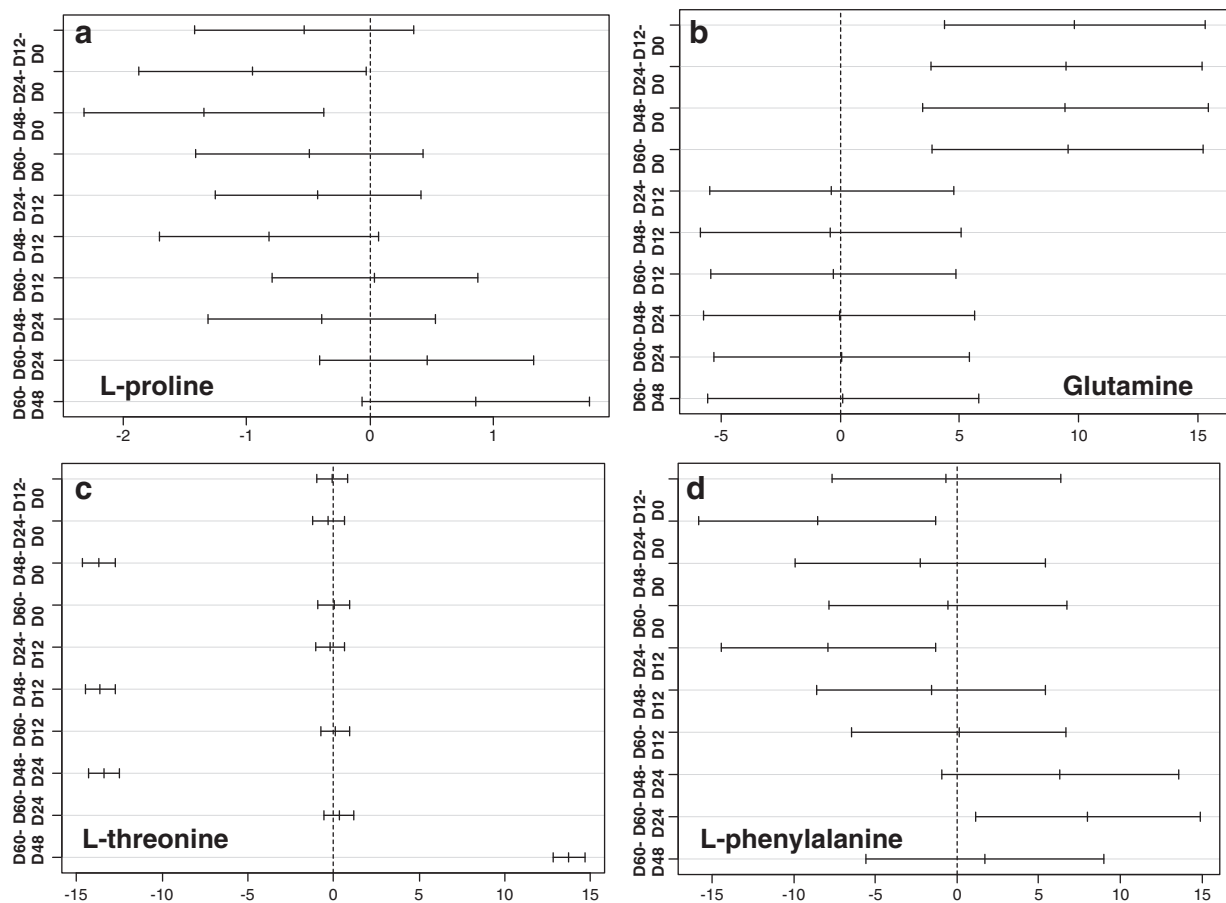 a
D12-
D0
D24-
D0
D48-
D0
D60-
D0
D24-
D12
D48-
D12
D60-
D12
D48-
D24
D60-
D24
D60-
D48
L-proline
-2 -1 0 1
b
D12-
D0
D24-
D0
D48-
D0
D60-
D0
D24-
D12
D48-
D12
D60-
D12
D48-
D24
D60-
D24
D60-
D48
Glutamine
-5 0 5 10 15
c
D12-
D0
D24-
D0
D48-
D0
D60-
D0
D24-
D12
D48-
D12
D60-
D12
D48-
D24
D60-
D24
D60-
D48
L-threonine
-15 -10 -5 0 5 10 15
d
D12-
D0
D24-
D0
D48-
D0
D60-
D0
D24-
D12
D48-
D12
D60-
D12
D48-
D24
D60-
D24
D60-
D48
L-phenylalanine
-15 -10 -5 0 5 10 15